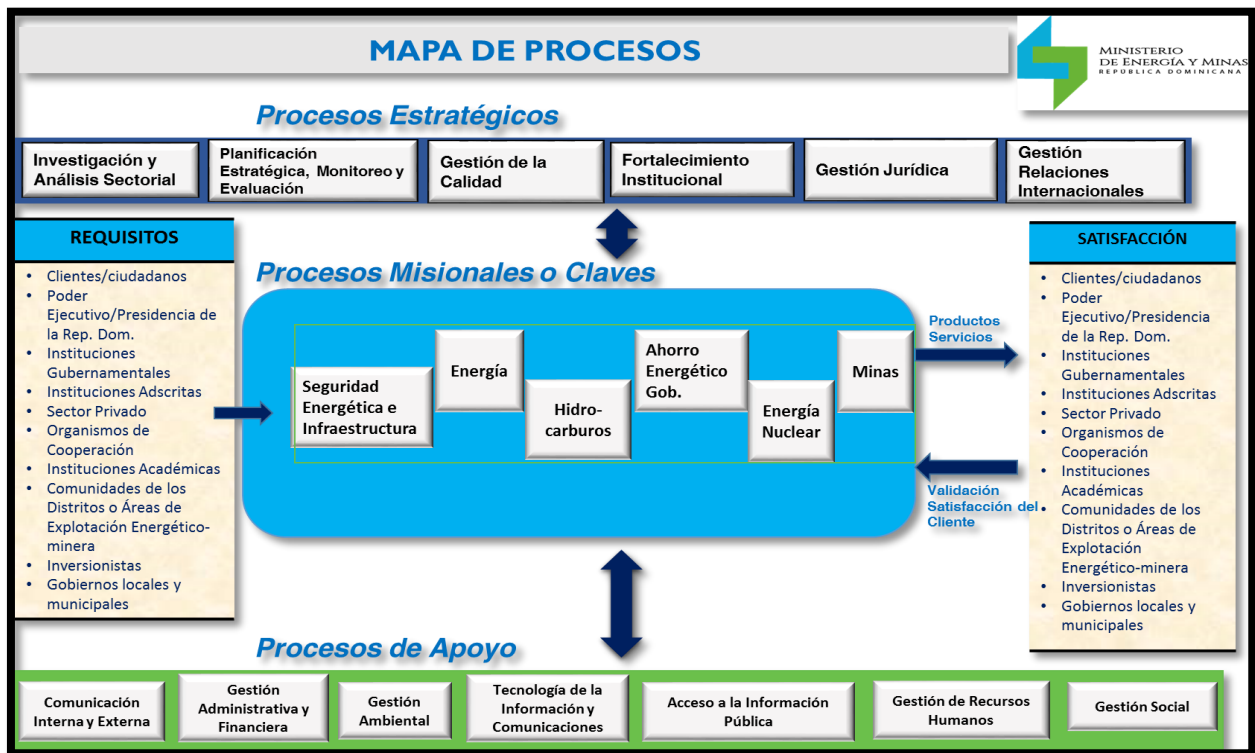 MAPA DE PROCESOS
MINISTERIO
DE ENERGÍA Y MINAS
REPÚBLICA DOMINICANA
Procesos Estratégicos
Investigación y
Análisis Sectorial
Planificación
Estratégica, Monitoreo y
Evaluación
Gestión de la
Calidad
Fortalecimiento
Institucional
Gestión Jurídica
Gestión
Relaciones
Internacionales
REQUISITOS
• Clientes/ciudadanos
• Poder
Ejecutivo/Presidencia de
la Rep. Dom.
• Instituciones
Gubernamentales
• Instituciones Adscritas
• Sector Privado
• Organismos de
Cooperación
• Instituciones Académicas
• Comunidades de los
Distritos o Áreas de
Explotación Energético-
minera
• Inversionistas
• Gobiernos locales y
municipales
Procesos Misionales o Claves
Seguridad
Energética e
Infraestructura
Energía
Hidro-
carburos
Ahorro
Energético
Gob.
Energía
Nuclear
Minas
Productos
Servicios
Validación
Satisfacción del
Cliente
SATISFACCIÓN
• Clientes/ciudadanos
• Poder
Ejecutivo/Presidencia
de la Rep. Dom.
• Instituciones
Gubernamentales
• Instituciones Adscritas
• Sector Privado
• Organismos de
Cooperación
• Instituciones
Académicas
• Comunidades de los
Distritos o Áreas de
Explotación
Energético-minera
• Inversionistas
• Gobiernos locales y
municipales
Procesos de Apoyo
Comunicación
Interna y Externa
Gestión
Administrativa y
Financiera
Gestión
Ambiental
Tecnología de la
Información y
Comunicaciones
Acceso a la Información
Pública
Gestión de Recursos
Humanos
Gestión Social